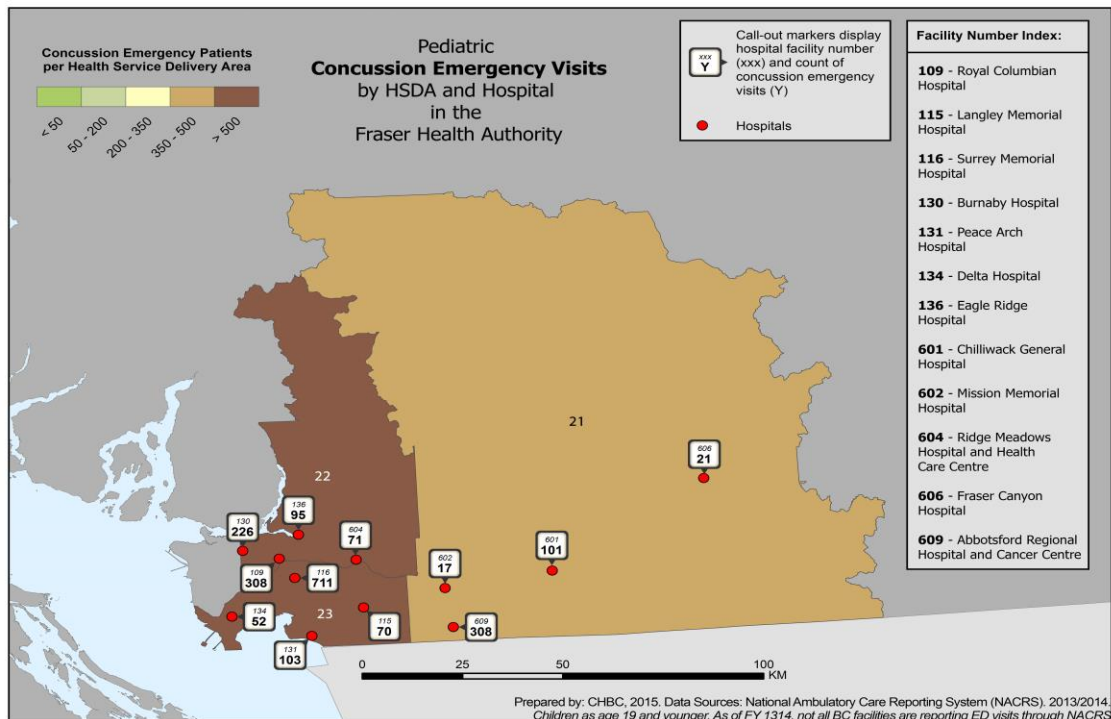 Concussion Emergency Patients
per Health Service Delivery Area
< 50
50 - 200
200 - 350
350 - 500
> 500
Pediatric
Concussion Emergency Visits
by HSDA and Hospital
in the
Fraser Health Authority
xxx
Y
Call-out markers display
hospital facility number
(xxx) and count of
concussion emergency
visits (Y)
Hospitals
Facility Number Index:
109 - Royal Columbian
Hospital
115 - Langley Memorial
Hospital
116 - Surrey Memorial
Hospital
130 - Burnaby Hospital
131 - Peace Arch
Hospital
134 - Delta Hospital
136 - Eagle Ridge
Hospital
601 - Chilliwack General
Hospital
602 - Mission Memorial
Hospital
604 - Ridge Meadows
Hospital and Health
Care Centre
606 - Fraser Canyon
Hospital
609 - Abbotsford Regional
Hospital and Cancer Centre
21
606
21
22
136
95
130
226
604
71
601
101
602
17
109
308
116
711
134
52
23
115
70
609
308
131
103
0
25
50
100
KM
Prepared by: CHBC, 2015. Data Sources: National Ambulatory Care Reporting System (NACRS). 2013/2014.
Children as age 19 and younger. As of FY 1314, not all BC facilities are reporting ED visits through NACRS